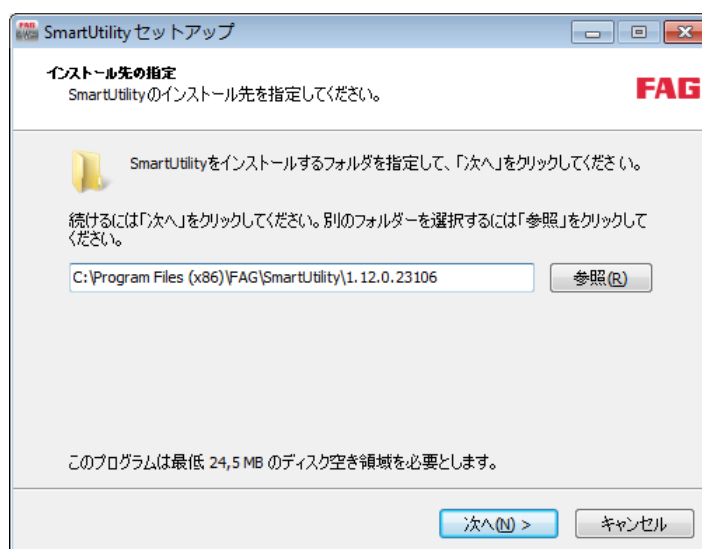 SmartUtility セットアップ
インストール先の指定
SmartUtilityのインストール先を指定してください。
FAG
SmartUtilityをインストールするフォルダを指定して、「次へ」をクリックしてください。
続けるには「次へ」をクリックしてください。別のフォルダーを選択するには「参照」をクリックして
ください。
C:\Program Files (x86)\FAG\SmartUtility\1.12.0.23106
参照(R)
このプログラムは最低 24,5 MB のディスク空き領域を必要とします。
次へ(N) >
キャンセル